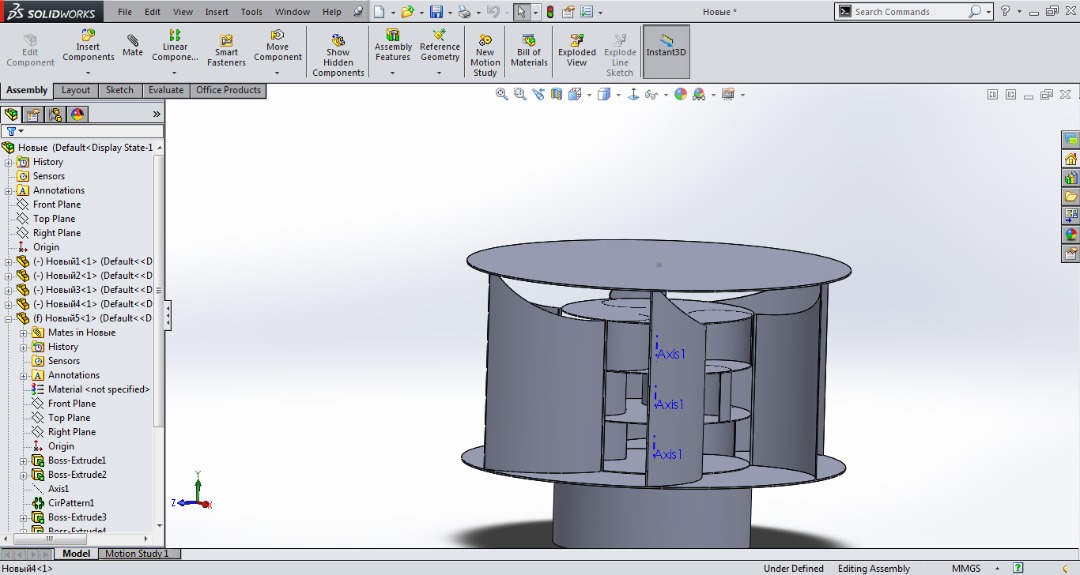 SOLIDWORKS File Edit View Insert Tools Window Help Новые * Search Commands
Edit Component
Insert Components
Mate
Linear Compone...
Smart Fasteners
Move Component
Show Hidden Components
Assembly Features
Reference Geometry
New Motion Study
Bill of Materials
Exploded View
Explode Line Sketch
Instant3D
Assembly Layout Sketch Evaluate Office Products
Новые (Default<Display State-1
History
Sensors
Annotations
Front Plane
Top Plane
Right Plane
Origin
(-) Новый1<1> (Default<<D
(-) Новый2<1> (Default<<D
(-) Новый3<1> (Default<<D
(-) Новый4<1> (Default<<D
(f) Новый5<1> (Default<<D
Mates in Новые
History
Sensors
Annotations
Material <not specified>
Front Plane
Top Plane
Right Plane
Origin
Boss-Extrude1
Boss-Extrude2
Axis1
CirPattern1
Boss-Extrude3
Boss-Extrude4
Axis1
Axis1
Axis1
Y
Z X
Model Motion Study 1
Новый4<1> Under Defined Editing Assembly MMGS